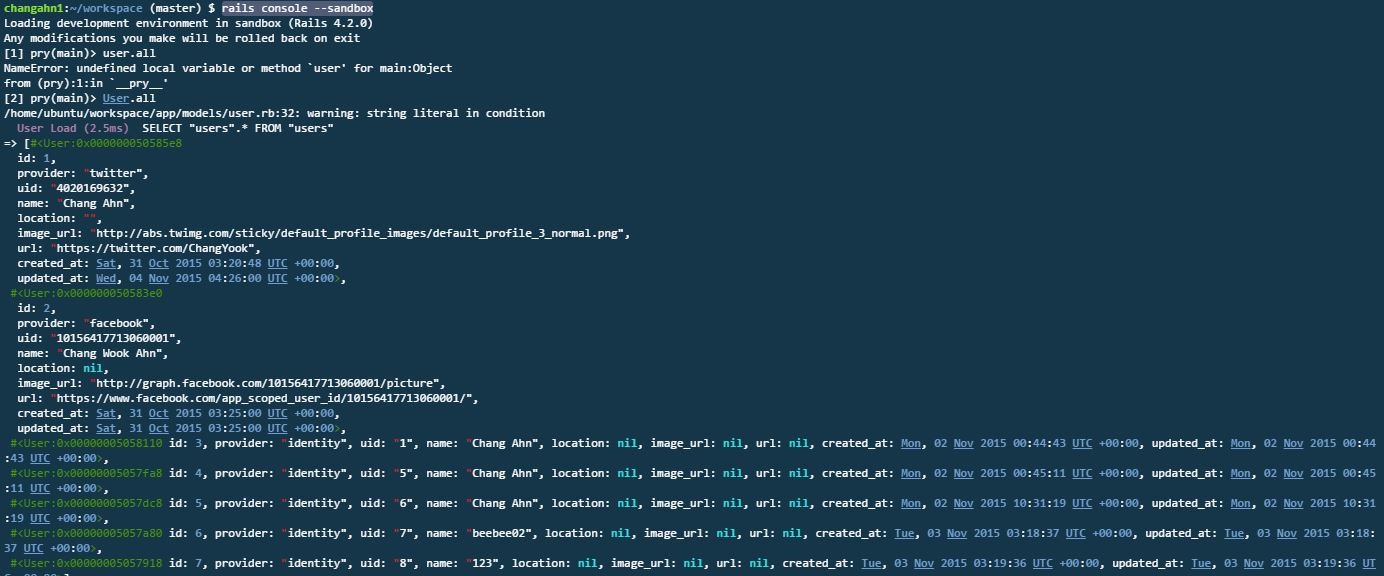 changahn1:~/workspace (master) $ rails console --sandbox
Loading development environment in sandbox (Rails 4.2.0)
Any modifications you make will be rolled back on exit
[1] pry(main)> user.all
NameError: undefined local variable or method `user' for main:Object
from (pry):1:in `__pry__'
[2] pry(main)> User.all
/home/ubuntu/workspace/app/models/user.rb:32: warning: string literal in condition
  User Load (2.5ms)  SELECT "users".* FROM "users"
=> [#<User:0x000000050585e8
  id: 1,
  provider: "twitter",
  uid: "4020169632",
  name: "Chang Ahn",
  location: "",
  image_url: "http://abs.twimg.com/sticky/default_profile_images/default_profile_3_normal.png",
  url: "https://twitter.com/ChangYook",
  created_at: Sat, 31 Oct 2015 03:20:48 UTC +00:00,
  updated_at: Wed, 04 Nov 2015 04:26:00 UTC +00:00>,
 #<User:0x000000050583e0
  id: 2,
  provider: "facebook",
  uid: "10156417713060001",
  name: "Chang Wook Ahn",
  location: nil,
  image_url: "http://graph.facebook.com/10156417713060001/picture",
  url: "https://www.facebook.com/app_scoped_user_id/10156417713060001/",
  created_at: Sat, 31 Oct 2015 03:25:00 UTC +00:00,
  updated_at: Sat, 31 Oct 2015 03:25:00 UTC +00:00>,
 #<User:0x00000005058110 id: 3, provider: "identity", uid: "1", name: "Chang Ahn", location: nil, image_url: nil, url: nil, created_at: Mon, 02 Nov 2015 00:44:43 UTC +00:00, updated_at: Mon, 02 Nov 2015 00:44
:43 UTC +00:00>,
 #<User:0x00000005057fa8 id: 4, provider: "identity", uid: "5", name: "Chang Ahn", location: nil, image_url: nil, url: nil, created_at: Mon, 02 Nov 2015 00:45:11 UTC +00:00, updated_at: Mon, 02 Nov 2015 00:45
:11 UTC +00:00>,
 #<User:0x00000005057dc8 id: 5, provider: "identity", uid: "6", name: "Chang Ahn", location: nil, image_url: nil, url: nil, created_at: Mon, 02 Nov 2015 10:31:19 UTC +00:00, updated_at: Mon, 02 Nov 2015 10:31
:19 UTC +00:00>,
 #<User:0x00000005057a80 id: 6, provider: "identity", uid: "7", name: "beebee02", location: nil, image_url: nil, url: nil, created_at: Tue, 03 Nov 2015 03:18:37 UTC +00:00, updated_at: Tue, 03 Nov 2015 03:18:
37 UTC +00:00>,
 #<User:0x00000005057918 id: 7, provider: "identity", uid: "8", name: "123", location: nil, image_url: nil, url: nil, created_at: Tue, 03 Nov 2015 03:19:36 UTC +00:00, updated_at: Tue, 03 Nov 2015 03:19:36 UT